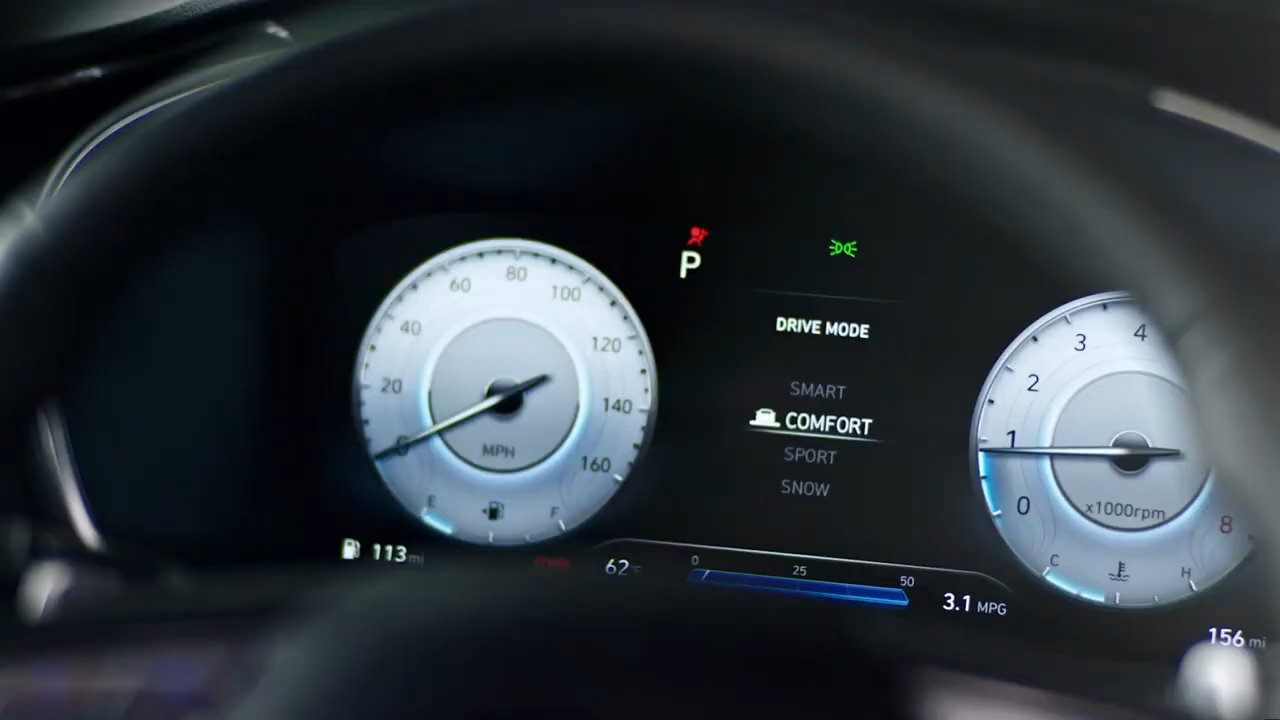 P
DRIVE MODE
SMART
COMFORT
SPORT
SNOW
0 20 40 60 80 100 120 140 160
MPH
E F
0 1 2 3 4 8
x1000rpm
C H
113 mi
62°F
0 25 50
3.1 MPG
156 mi